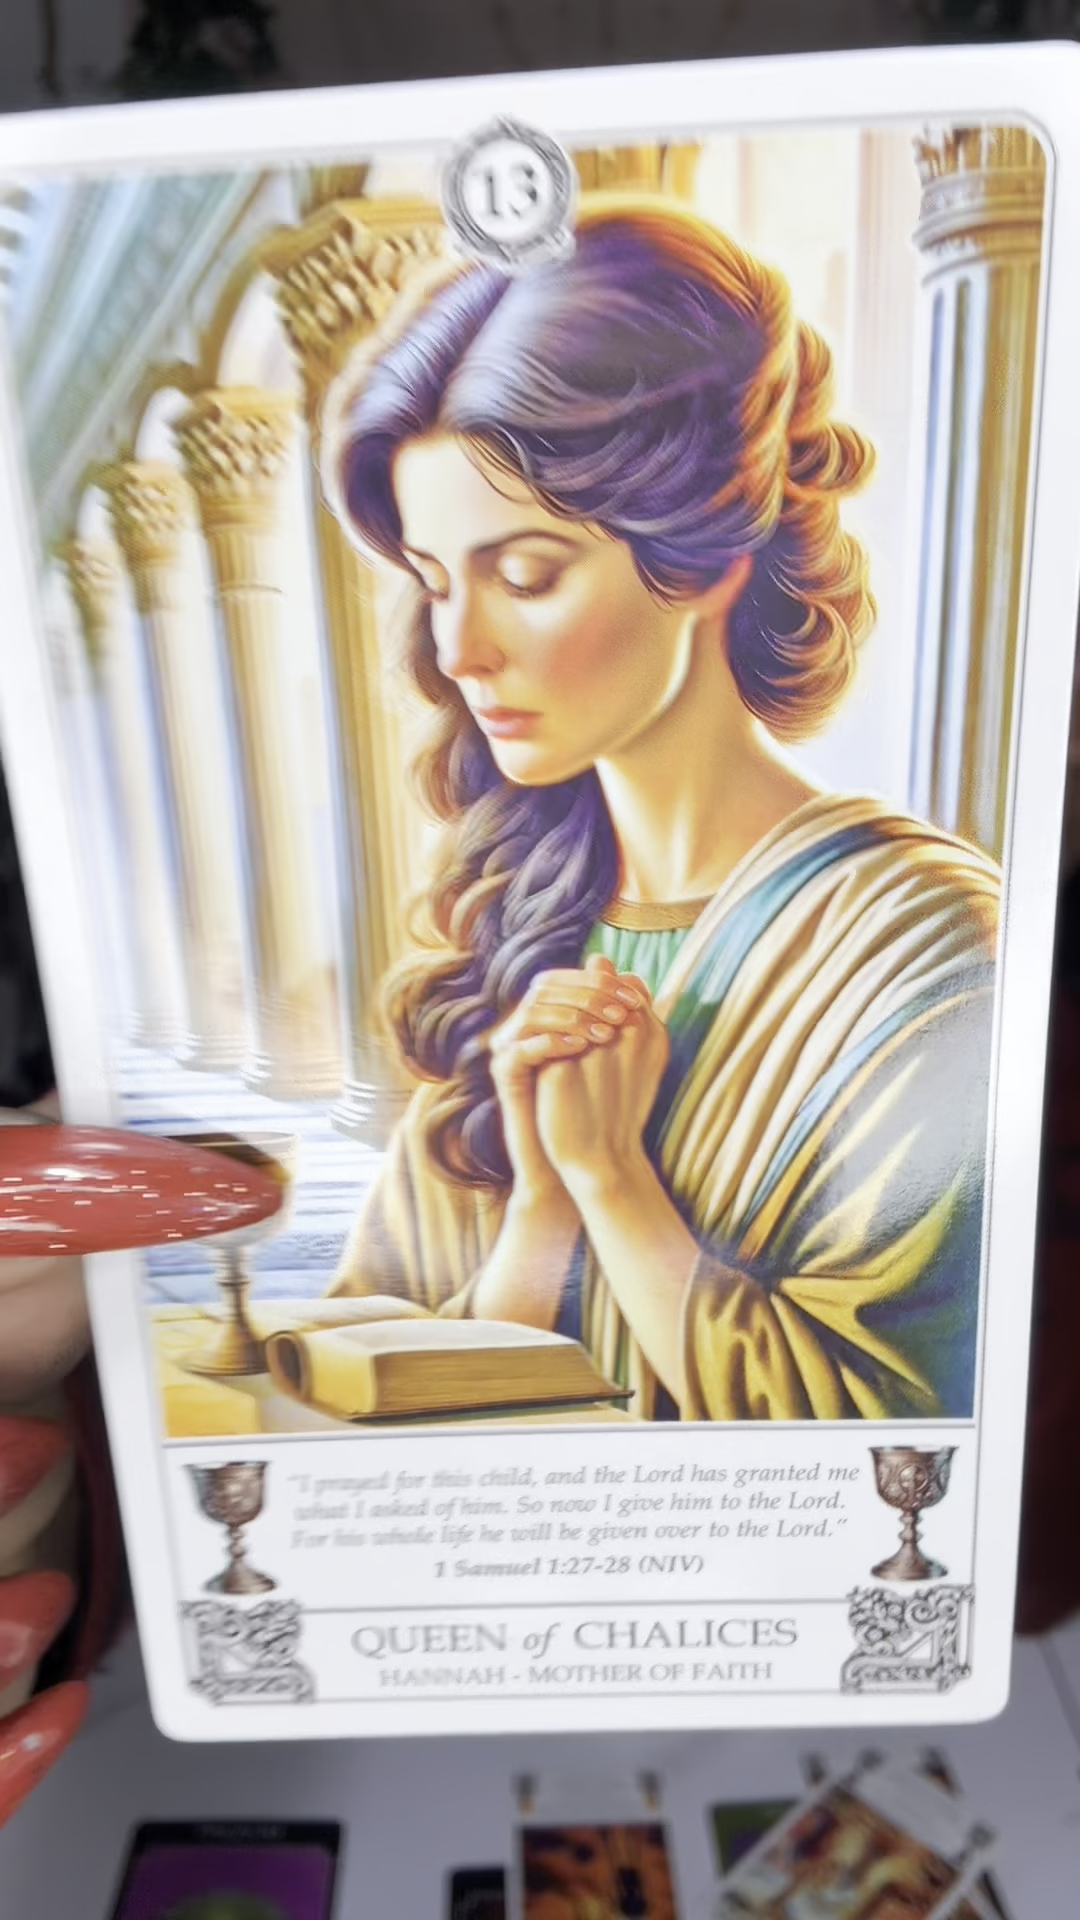 13
"I prayed for this child, and the Lord has granted me
what I asked of him. So now I give him to the Lord.
For his whole life he will be given over to the Lord."
1 Samuel 1:27-28 (NIV)
QUEEN of CHALICES
HANNAH - MOTHER OF FAITH